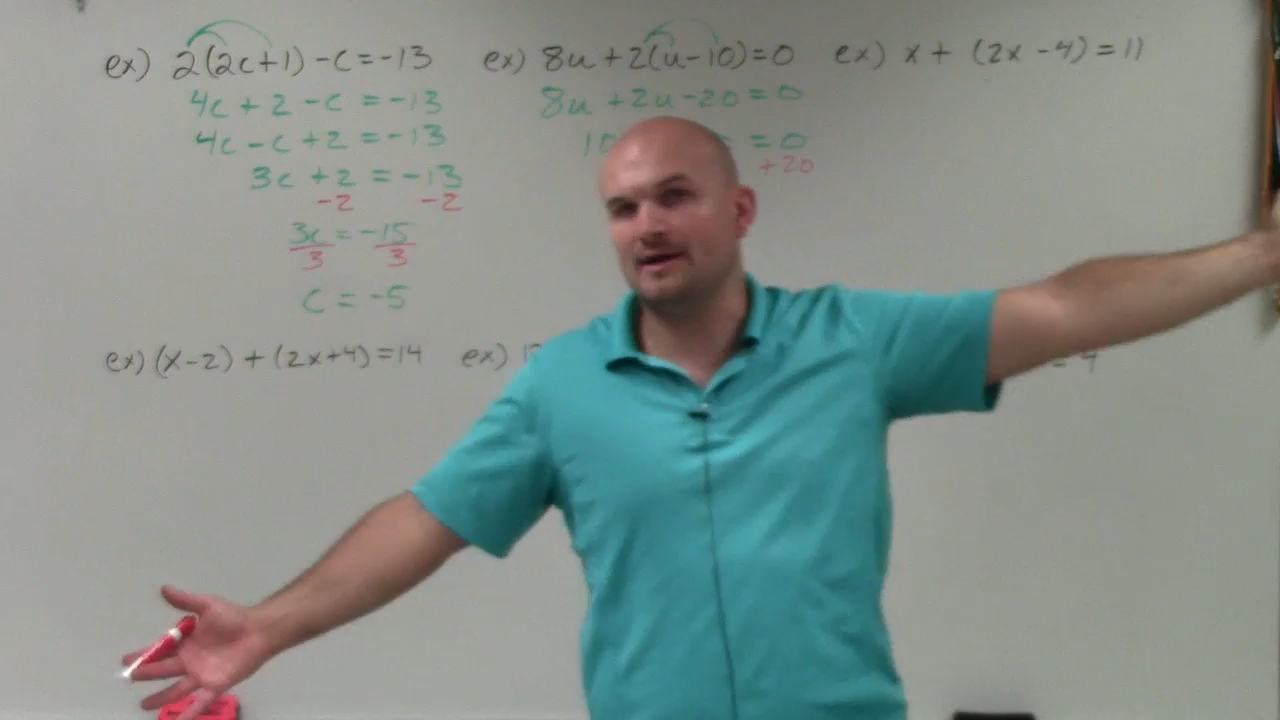 ex) 2(2c+1) - c = -13
4c + 2 - c = -13
4c - c + 2 = -13
3c + 2 = -13
-2 -2
3c = -15
3 3
c = -5
ex) 8u + 2(u-10) = 0
8u + 2u - 20 = 0
10 = 0
+20
ex) x + (2x - 4) = 11
ex) (x-2) + (2x+4) = 14
ex) 1